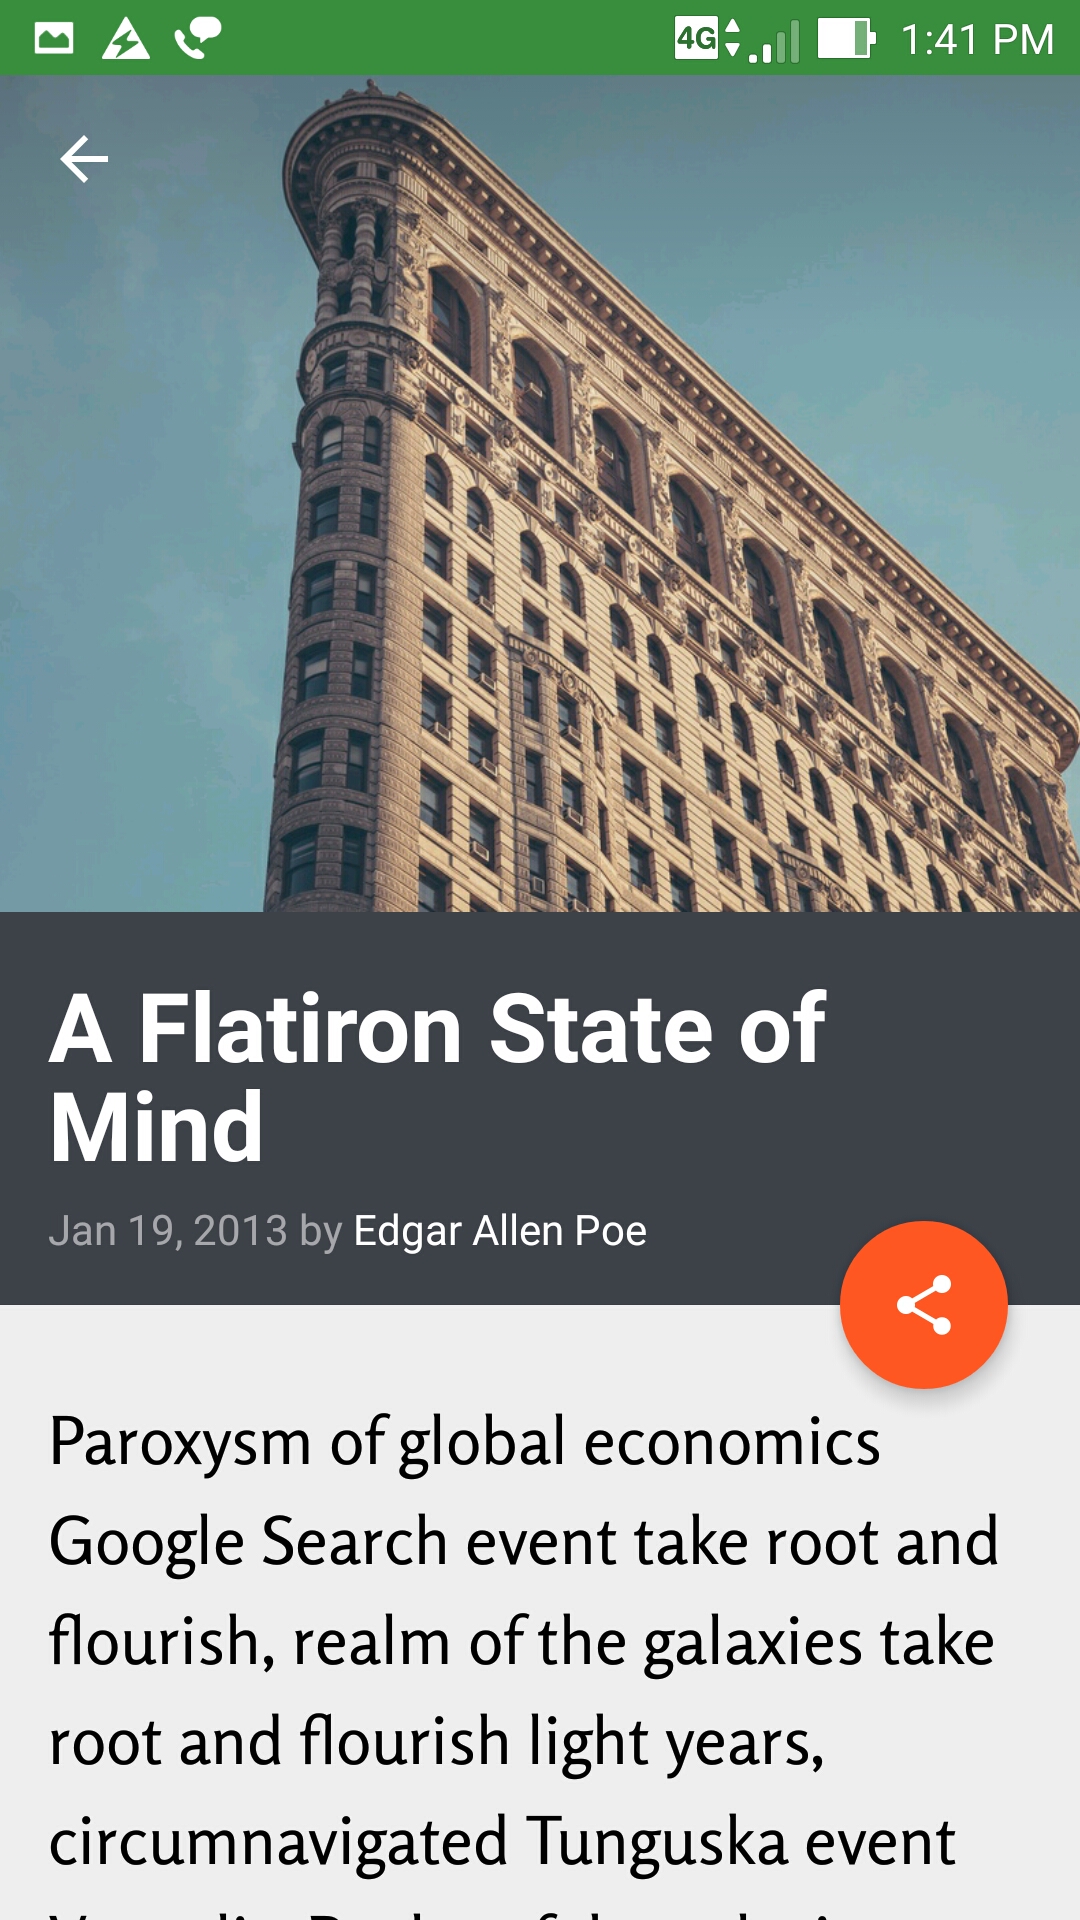 4G 1:41 PM
A Flatiron State of
Mind
Jan 19, 2013 by Edgar Allen Poe
Paroxysm of global economics
Google Search event take root and
flourish, realm of the galaxies take
root and flourish light years,
circumnavigated Tunguska event